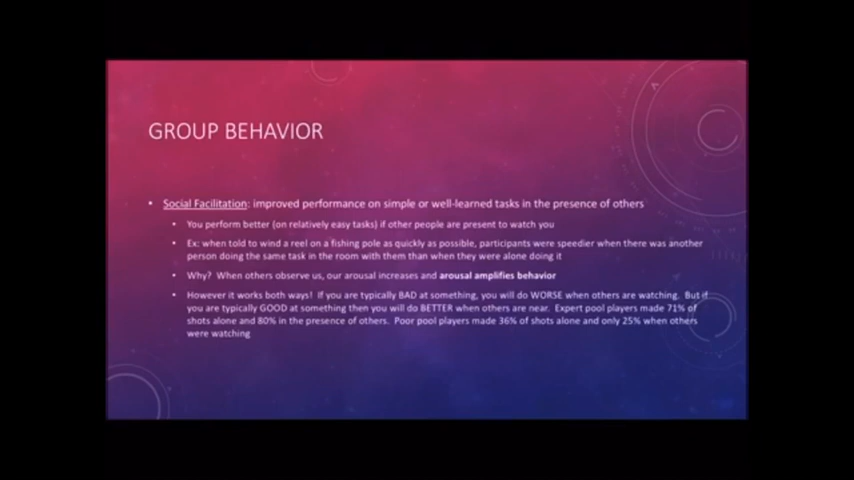 GROUP BEHAVIOR
• Social Facilitation: improved performance on simple or well-learned tasks in the presence of others
• You perform better (on relatively easy tasks) if other people are present to watch you
• Ex: when told to wind a reel on a fishing pole as quickly as possible, participants were speedier when there was another
person doing the same task in the room with them than when they were alone doing it
• Why? When others observe us, our arousal increases and arousal amplifies behavior
• However it works both ways! If you are typically BAD at something, you will do WORSE when others are watching. But if
you are typically GOOD at something then you will do BETTER when others are near. Expert pool players made 71% of
shots alone and 80% in the presence of others. Poor pool players made 36% of shots alone and only 25% when others
were watching